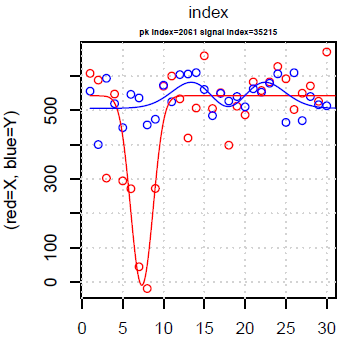 index
pk index=2061 signal index=35215
(red=X, blue=Y)
500
300
100
0
0 5 10 15 20 25 30